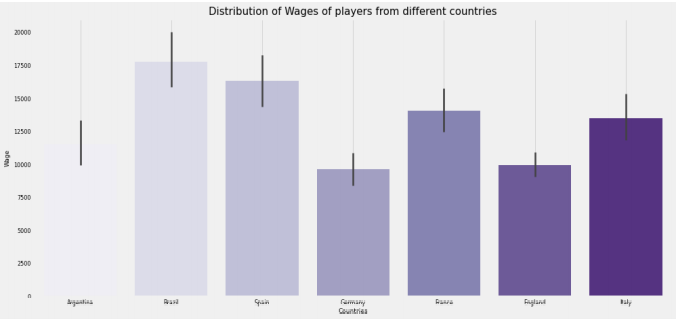 Distribution of Wages of players from different countries
20000
17500
15000
12500
10000
7500
5000
2500
0
Wage
Argentina Brazil Spain Germany France England Italy
Countries